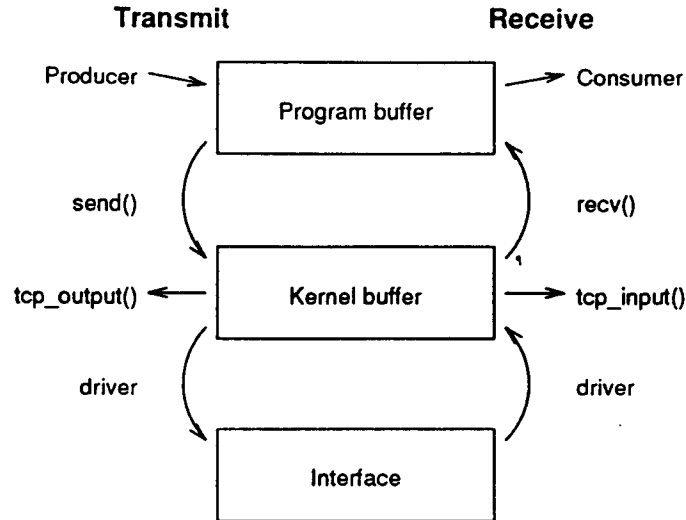 Transmit Receive
Producer Consumer
Program buffer
send() recv()
tcp_output() Kernel buffer tcp_input()
driver driver
Interface